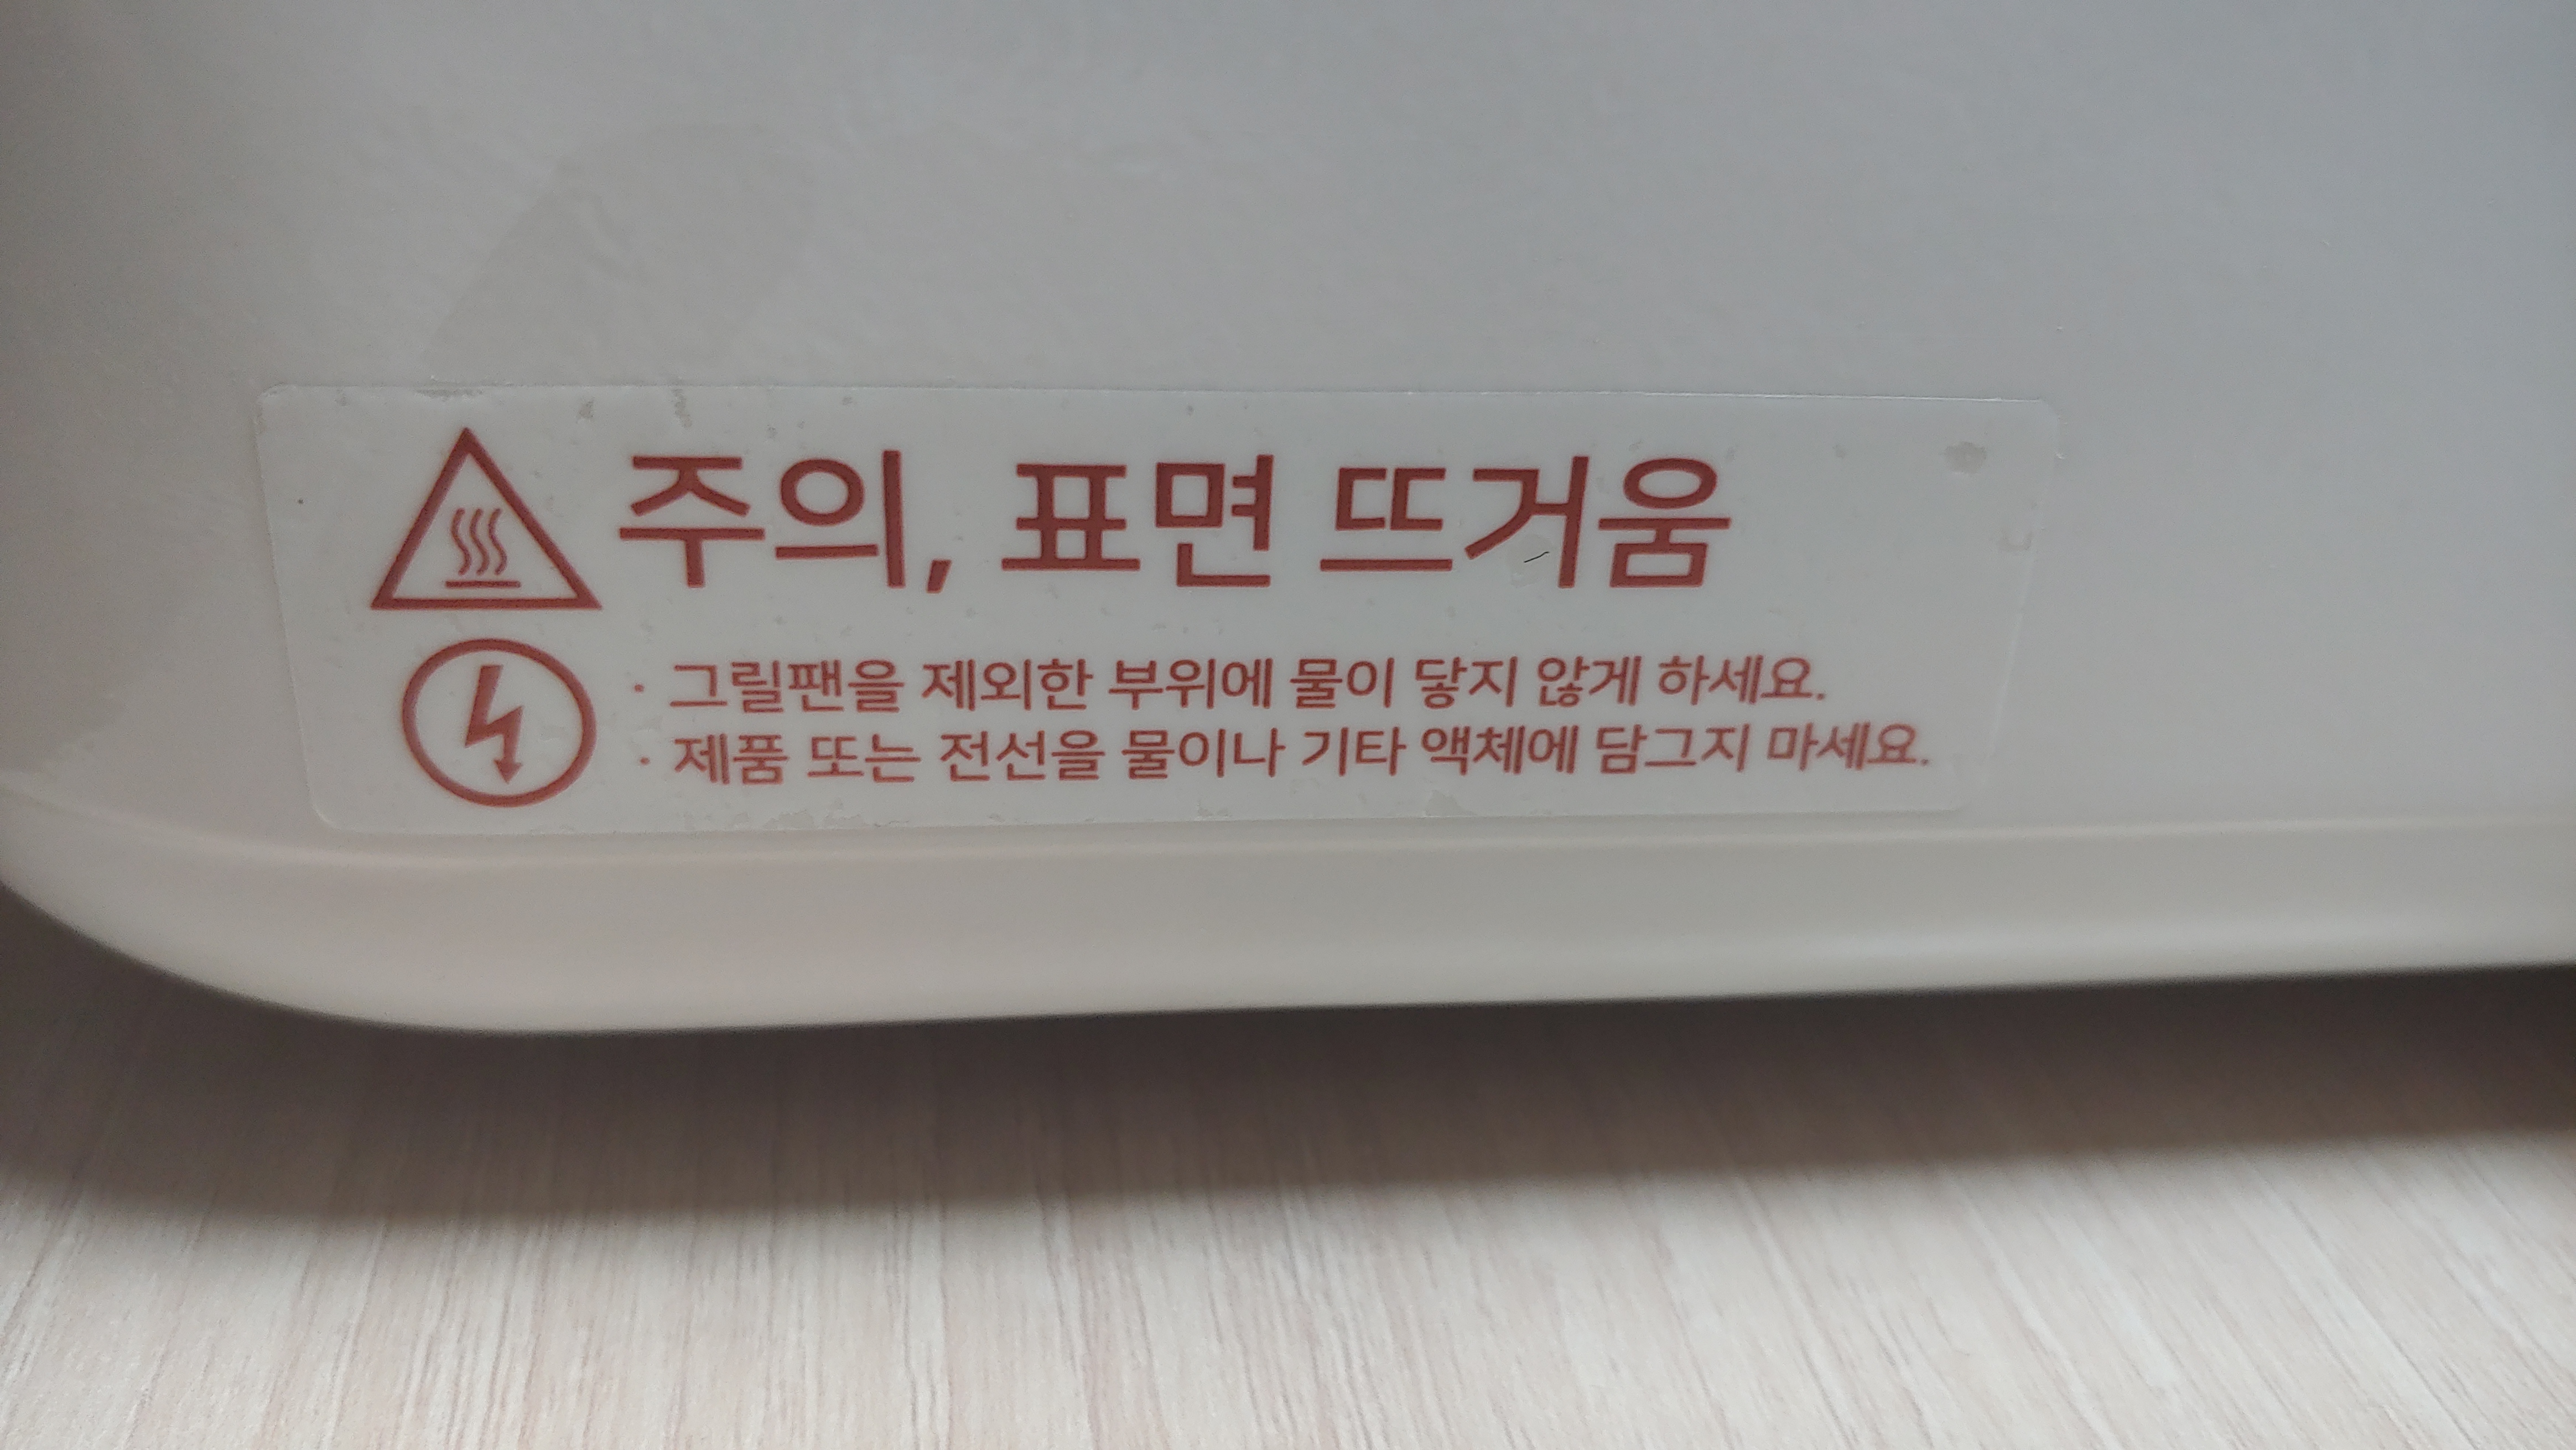 주의, 표면 뜨거움
· 그릴팬을 제외한 부위에 물이 닿지 않게 하세요.
· 제품 또는 전선을 물이나 기타 액체에 담그지 마세요.